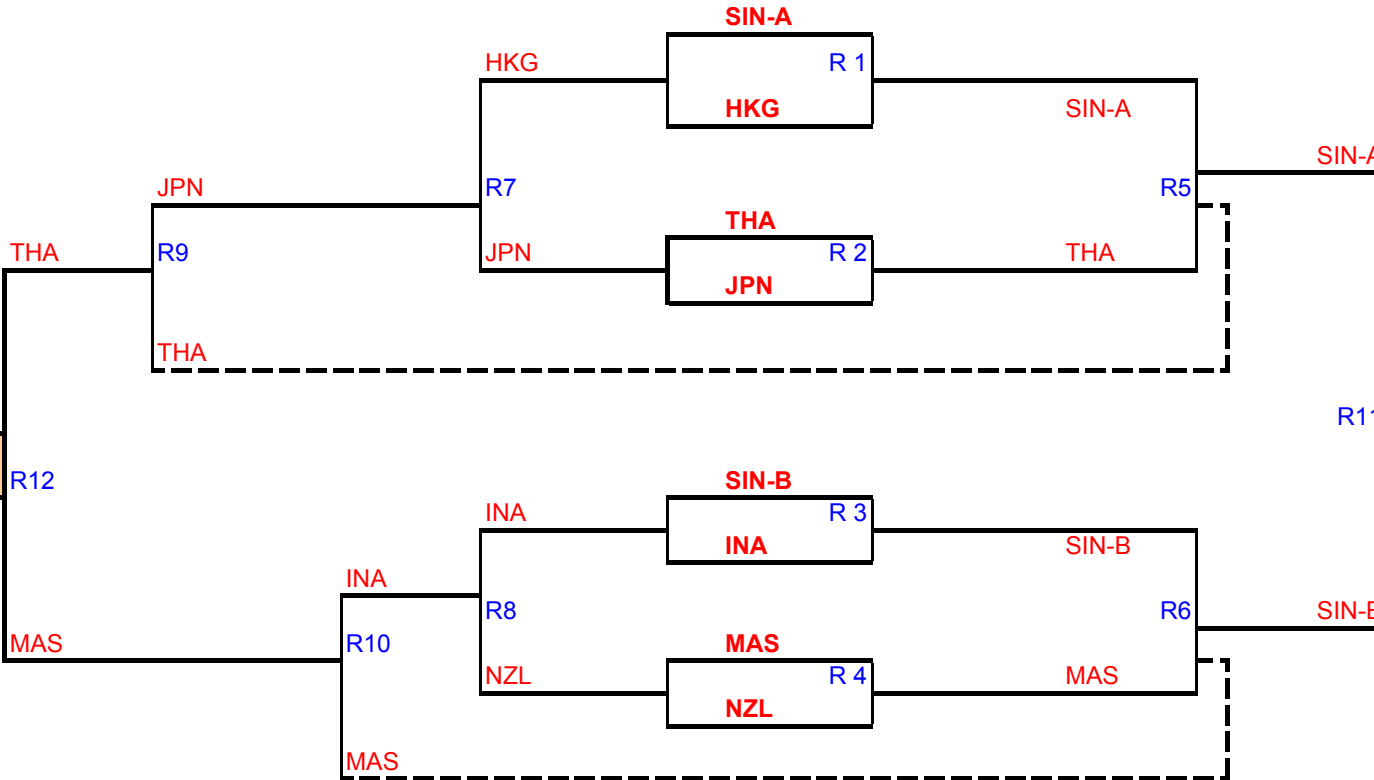 SIN-A
HKG R 1
HKG SIN-A
SIN-A
JPN R7 R5
THA
THA R9 JPN R 2 THA
JPN
THA
R11
SIN-B
R12 INA R 3
INA SIN-B
INA
R8 R6 SIN-B
MAS R10 MAS
NZL R 4 MAS
NZL
MAS